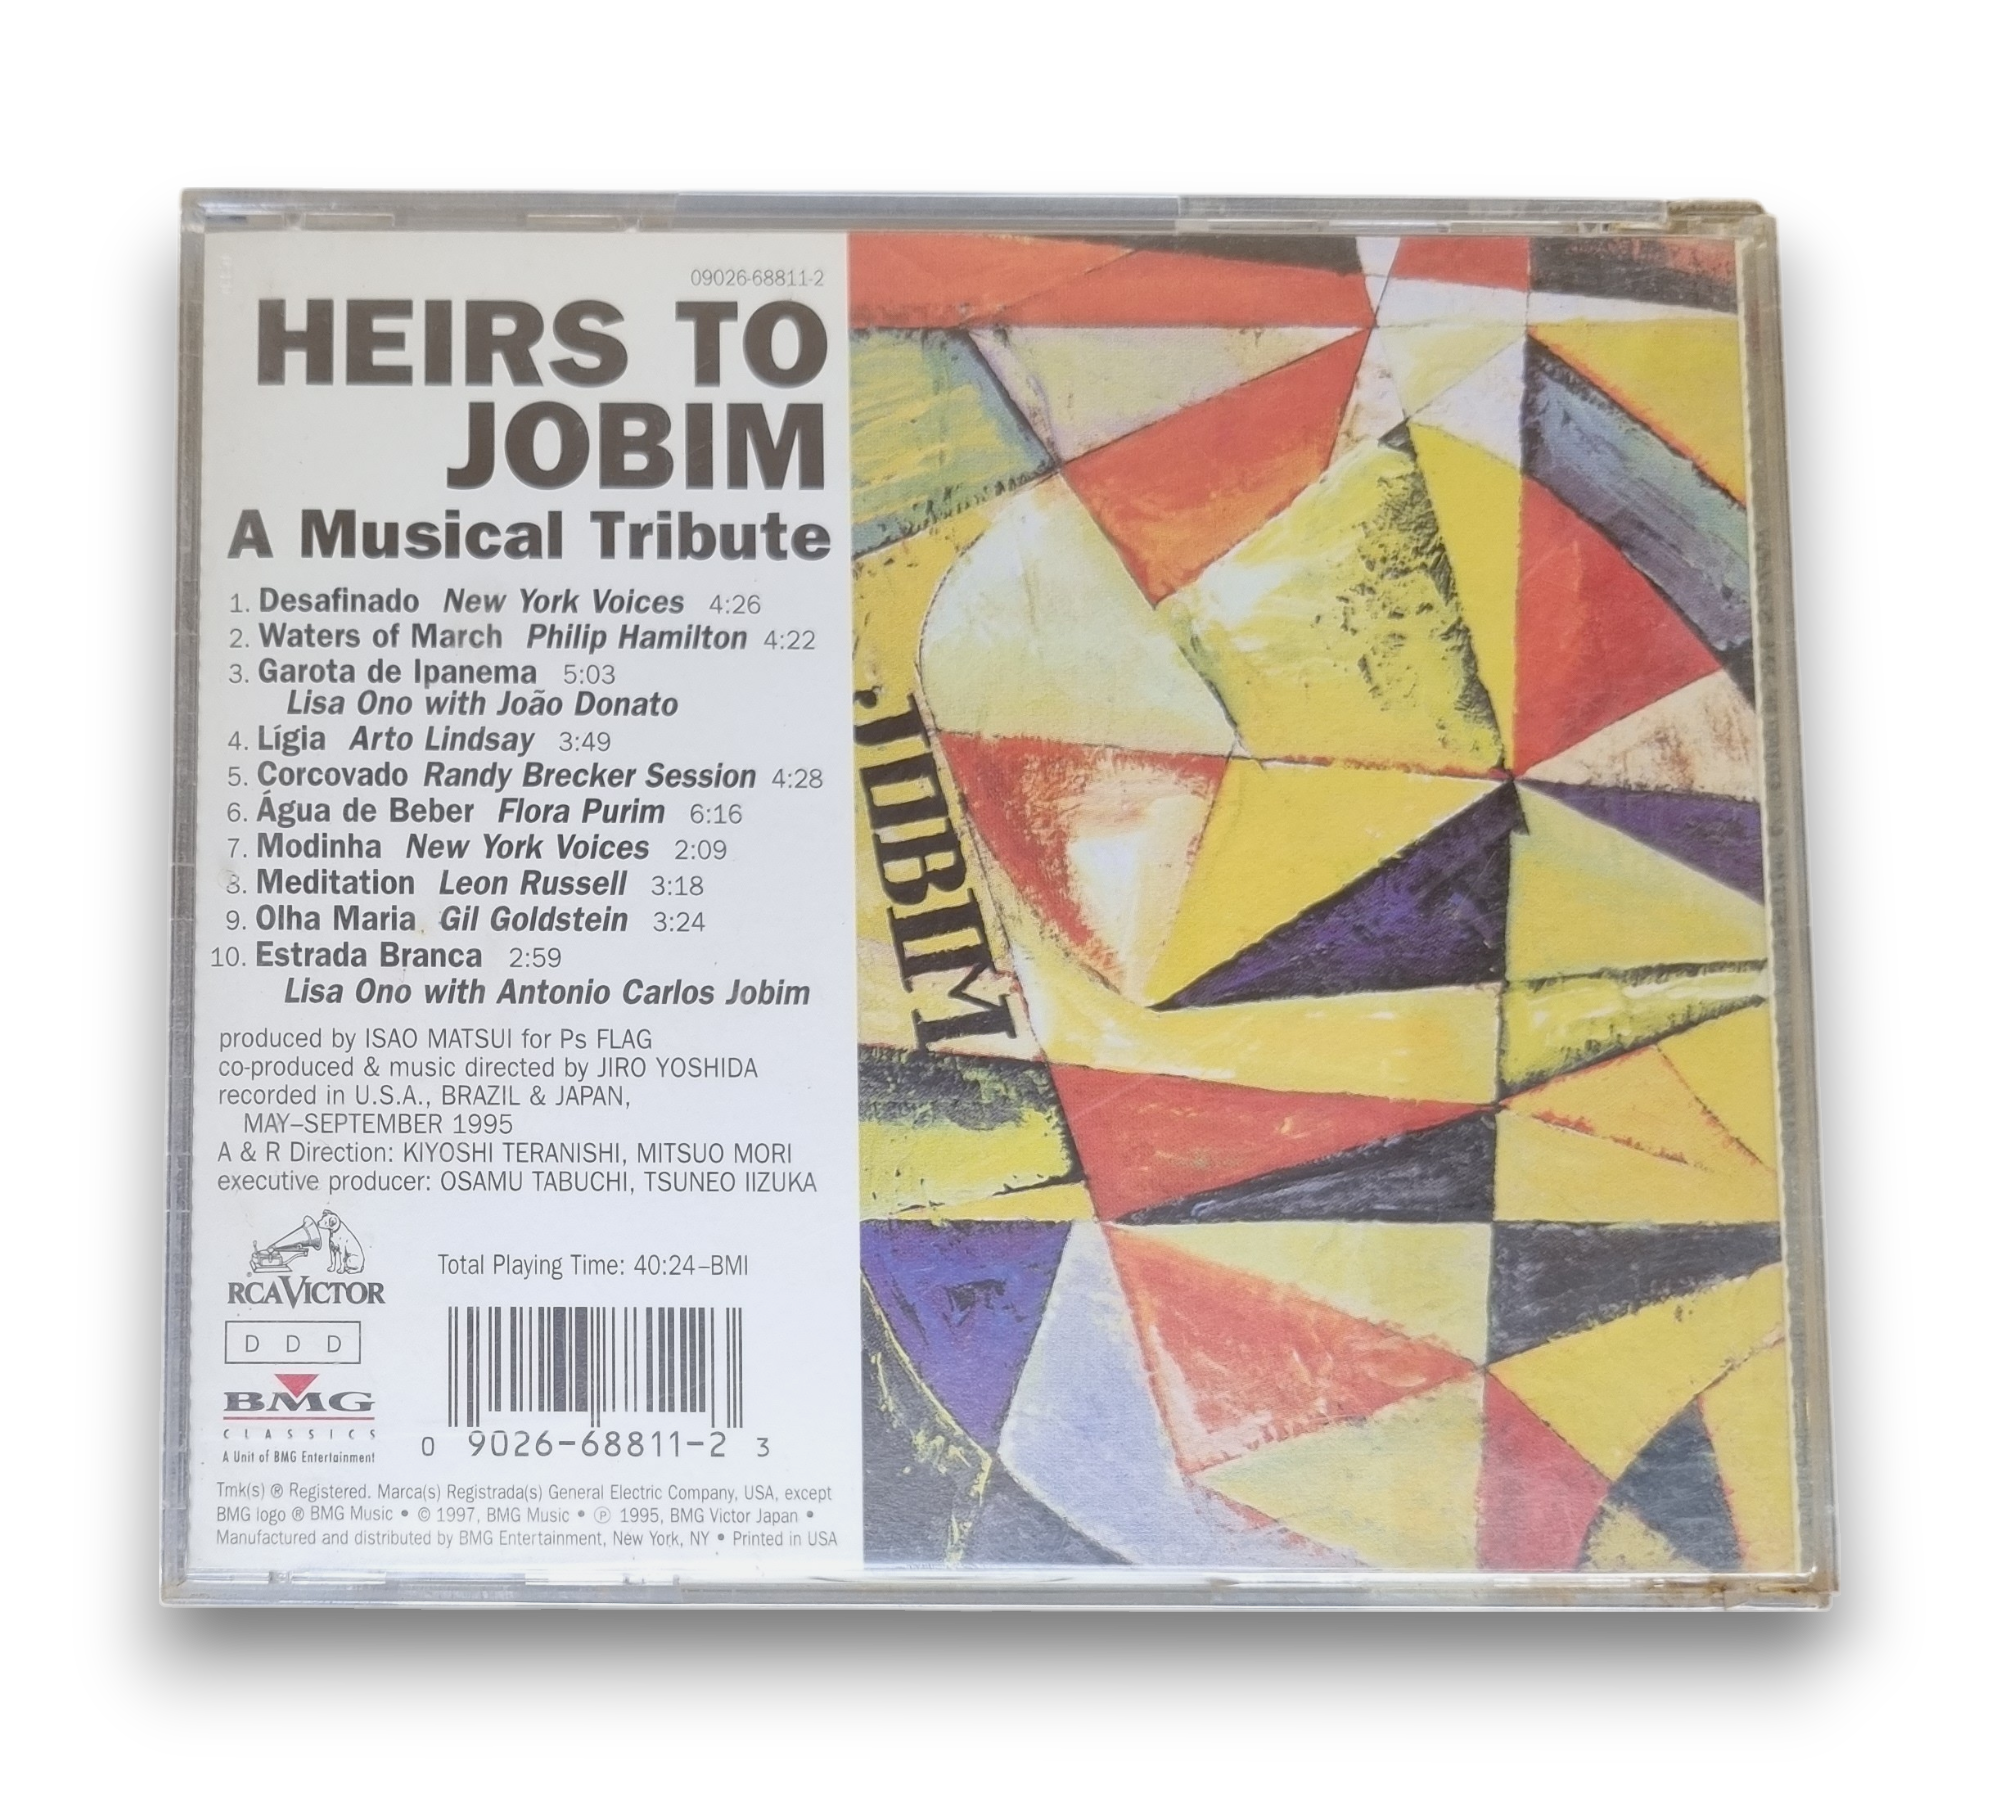 09026-68811-2
HEIRS TO
JOBIM
A Musical Tribute
1. Desafinado New York Voices 4:26
2. Waters of March Philip Hamilton 4:22
3. Garota de Ipanema 5:03
Lisa Ono with João Donato
4. Lígia Arto Lindsay 3:49
5. Corcovado Randy Brecker Session 4:28
6. Água de Beber Flora Purim 6:16
7. Modinha New York Voices 2:09
8. Meditation Leon Russell 3:18
9. Olha Maria Gil Goldstein 3:24
10. Estrada Branca 2:59
Lisa Ono with Antonio Carlos Jobim
produced by ISAO MATSUI for Ps FLAG
co-produced & music directed by JIRO YOSHIDA
recorded in U.S.A., BRAZIL & JAPAN,
MAY–SEPTEMBER 1995
A & R Direction: KIYOSHI TERANISHI, MITSUO MORI
executive producer: OSAMU TABUCHI, TSUNEO IIZUKA
RCA VICTOR
Total Playing Time: 40:24–BMI
D D D
BMG
CLASSICS
A Unit of BMG Entertainment
0 9026-68811-2 3
Tmk(s) ® Registered. Marca(s) Registrada(s) General Electric Company, USA, except
BMG logo ® BMG Music • © 1997, BMG Music • ℗ 1995, BMG Victor Japan •
Manufactured and distributed by BMG Entertainment, New York, NY • Printed in USA
JOBIM